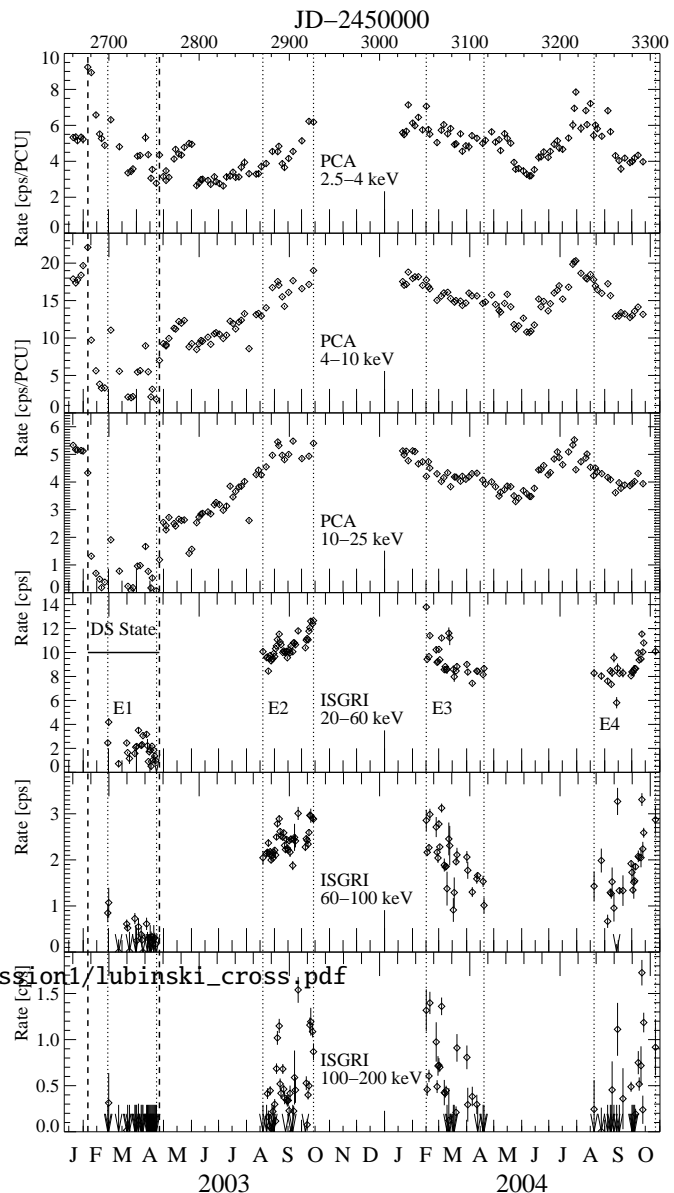 JD−2450000
2700 2800 2900 3000 3100 3200 3300
10
8
6
4
2
0
Rate [cps/PCU]
PCA
2.5−4 keV
20
15
10
5
0
Rate [cps/PCU]
PCA
4−10 keV
6
5
4
3
2
1
0
Rate [cps/PCU]
PCA
10−25 keV
14
12
10
8
6
4
2
0
Rate [cps]
DS State
E1 E2 E3 E4
ISGRI
20−60 keV
3
2
1
0
Rate [cps]
ISGRI
60−100 keV
ssion1/lubinski_cross.pdf
1.5
1.0
0.5
0.0
Rate [cps]
ISGRI
100−200 keV
J F M A M J J A S O N D J F M A M J J A S O
2003 2004